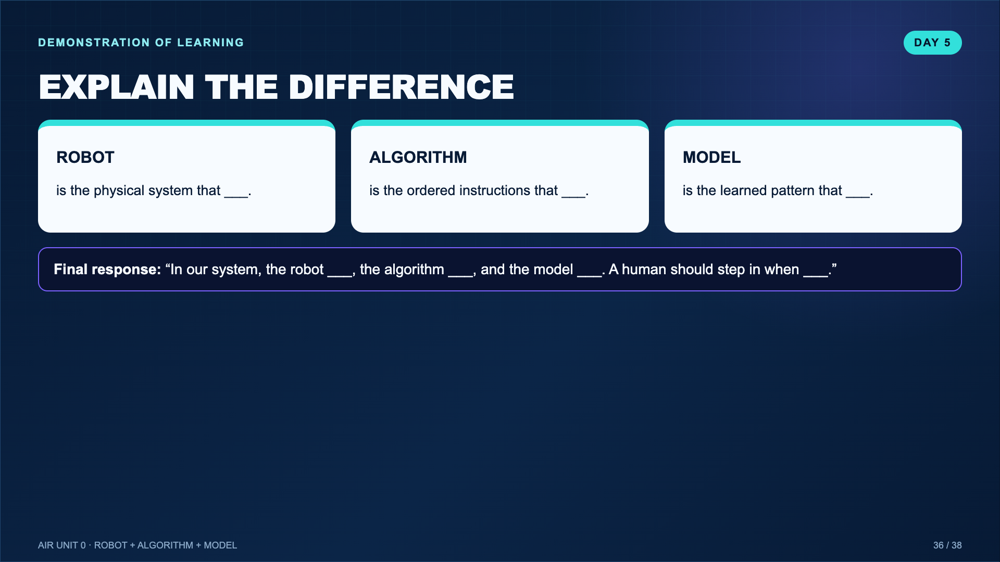 DEMONSTRATION OF LEARNING
DAY 5
EXPLAIN THE DIFFERENCE
ROBOT
is the physical system that ___.
ALGORITHM
is the ordered instructions that ___.
MODEL
is the learned pattern that ___.
Final response: “In our system, the robot ___, the algorithm ___, and the model ___. A human should step in when ___.”
AIR UNIT 0 · ROBOT + ALGORITHM + MODEL
36 / 38